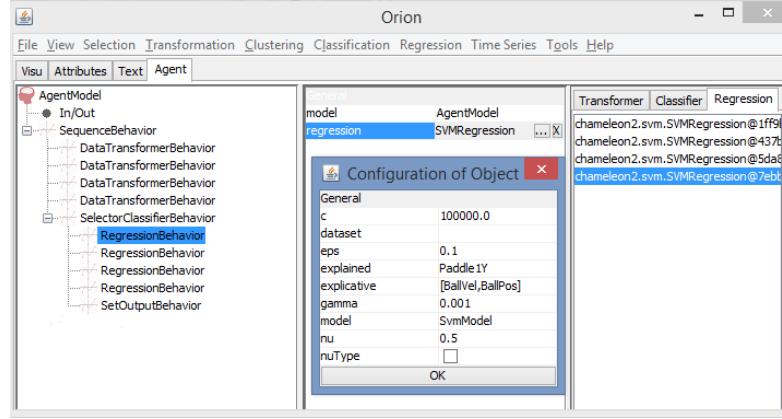 Orion
File View Selection Transformation Clustering Classification Regression Time Series Tools Help
Visu Attributes Text Agent
AgentModel
In/Out
SequenceBehavior
DataTransformerBehavior
DataTransformerBehavior
DataTransformerBehavior
DataTransformerBehavior
SelectorClassifierBehavior
RegressionBehavior
RegressionBehavior
RegressionBehavior
RegressionBehavior
SetOutputBehavior
General
model AgentModel
regression SVMRegression ... X
Configuration of Object
General
c 100000.0
dataset
eps 0.1
explained Paddle1Y
explicative [BallVel,BallPos]
gamma 0.001
model SvmModel
nu 0.5
nuType
OK
Transformer Classifier Regression
chameleon2.svm.SVMRegression@1ff9
chameleon2.svm.SVMRegression@437b
chameleon2.svm.SVMRegression@5da8
chameleon2.svm.SVMRegression@7ebb